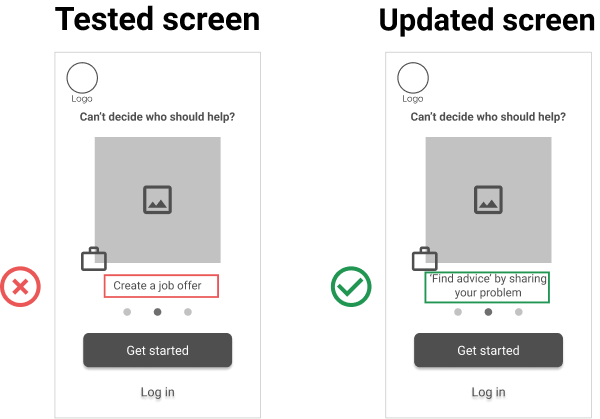 Tested screen
Logo
Can't decide who should help?
Create a job offer
Get started
Log in
Updated screen
Logo
Can't decide who should help?
'Find advice' by sharing
your problem
Get started
Log in